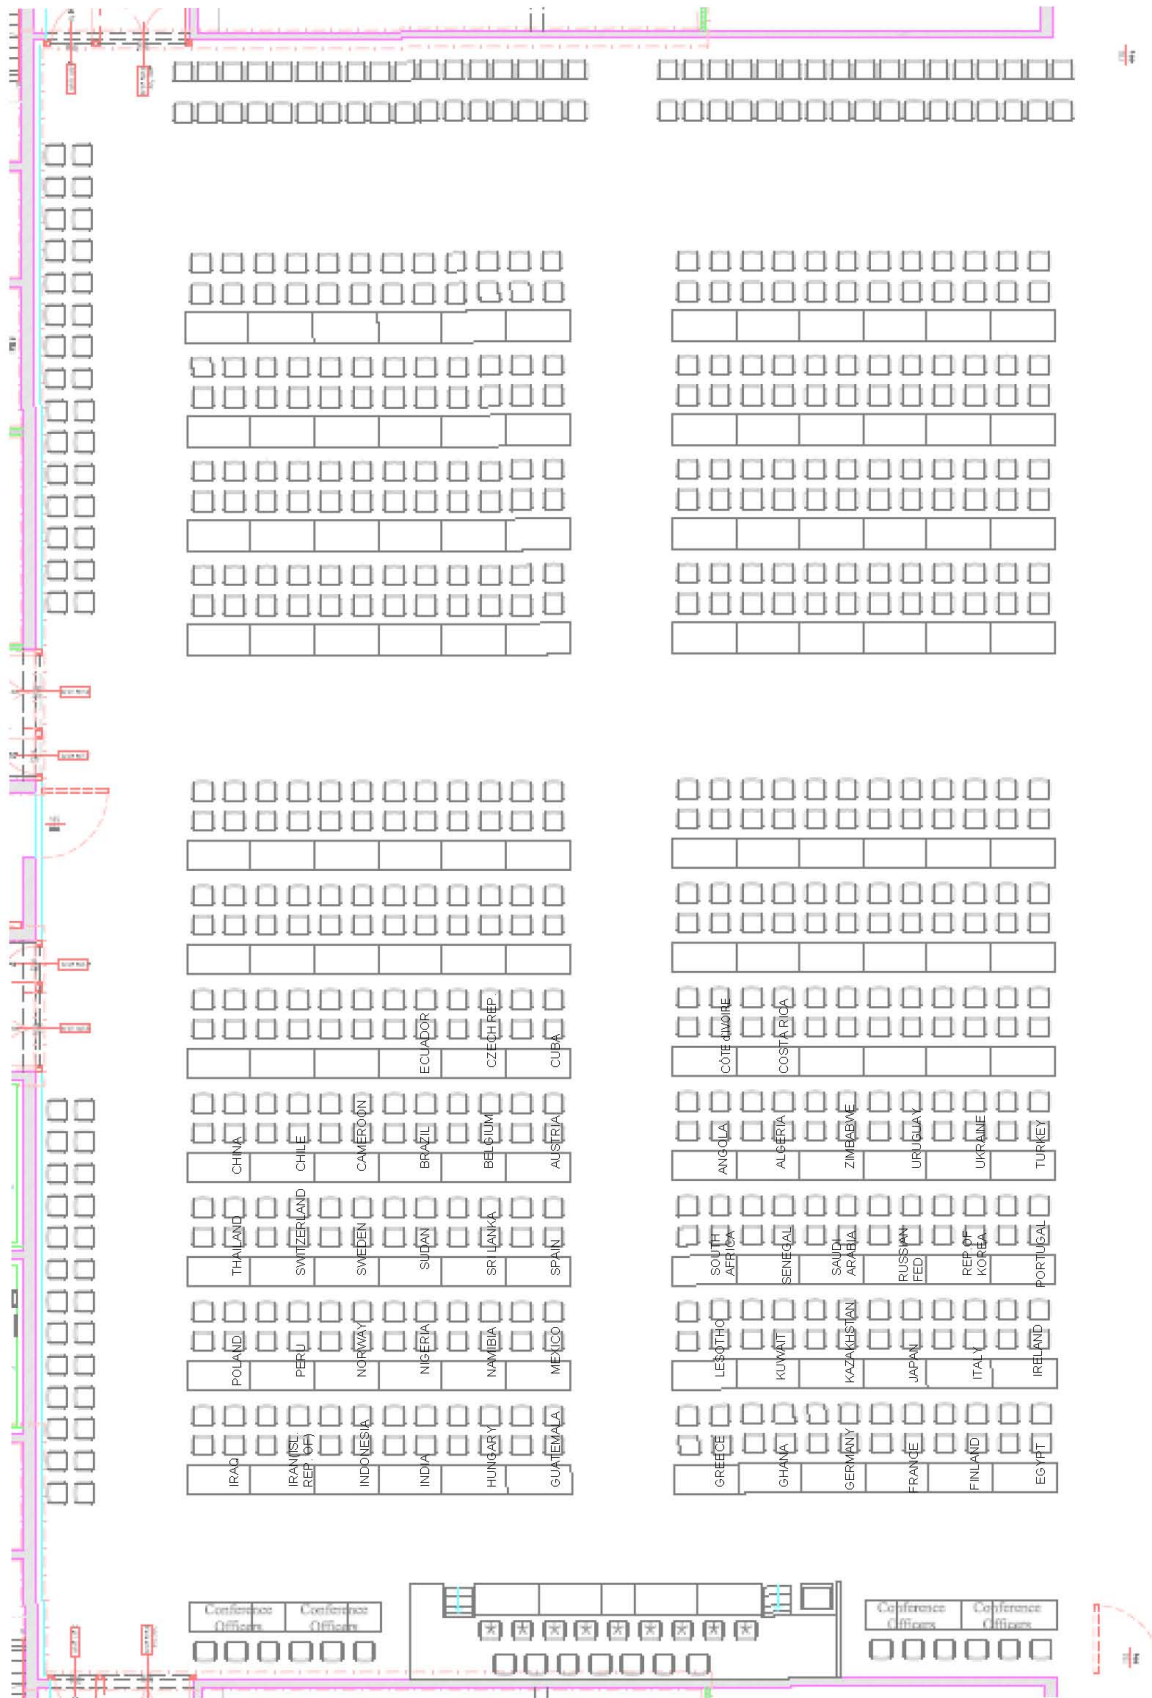 ECUADOR
CZECH REP.
CUBA
CÔTE d'IVOIRE
COSTA RICA
CHINA
CHILE
CAMEROON
BRAZIL
BELGIUM
AUSTRIA
ANGOLA
ALGERIA
ZIMBABWE
URUGUAY
UKRAINE
TURKEY
THAILAND
SWITZERLAND
SWEDEN
SUDAN
SRI LANKA
SPAIN
SOUTH
AFRICA
SENEGAL
SAUDI
ARABIA
RUSSIAN
FED
REP. OF
KOREA
PORTUGAL
POLAND
PERU
NORWAY
NIGERIA
NAMIBIA
MEXICO
LESOTHO
KUWAIT
KAZAKHSTAN
JAPAN
ITALY
IRELAND
IRAQ
IRAN(ISL.
REP. OF)
INDONESIA
INDIA
HUNGARY
GUATEMALA
GREECE
GHANA
GERMANY
FRANCE
FINLAND
EGYPT
Conference
Officers
Conference
Officers
Conference
Officers
Conference
Officers